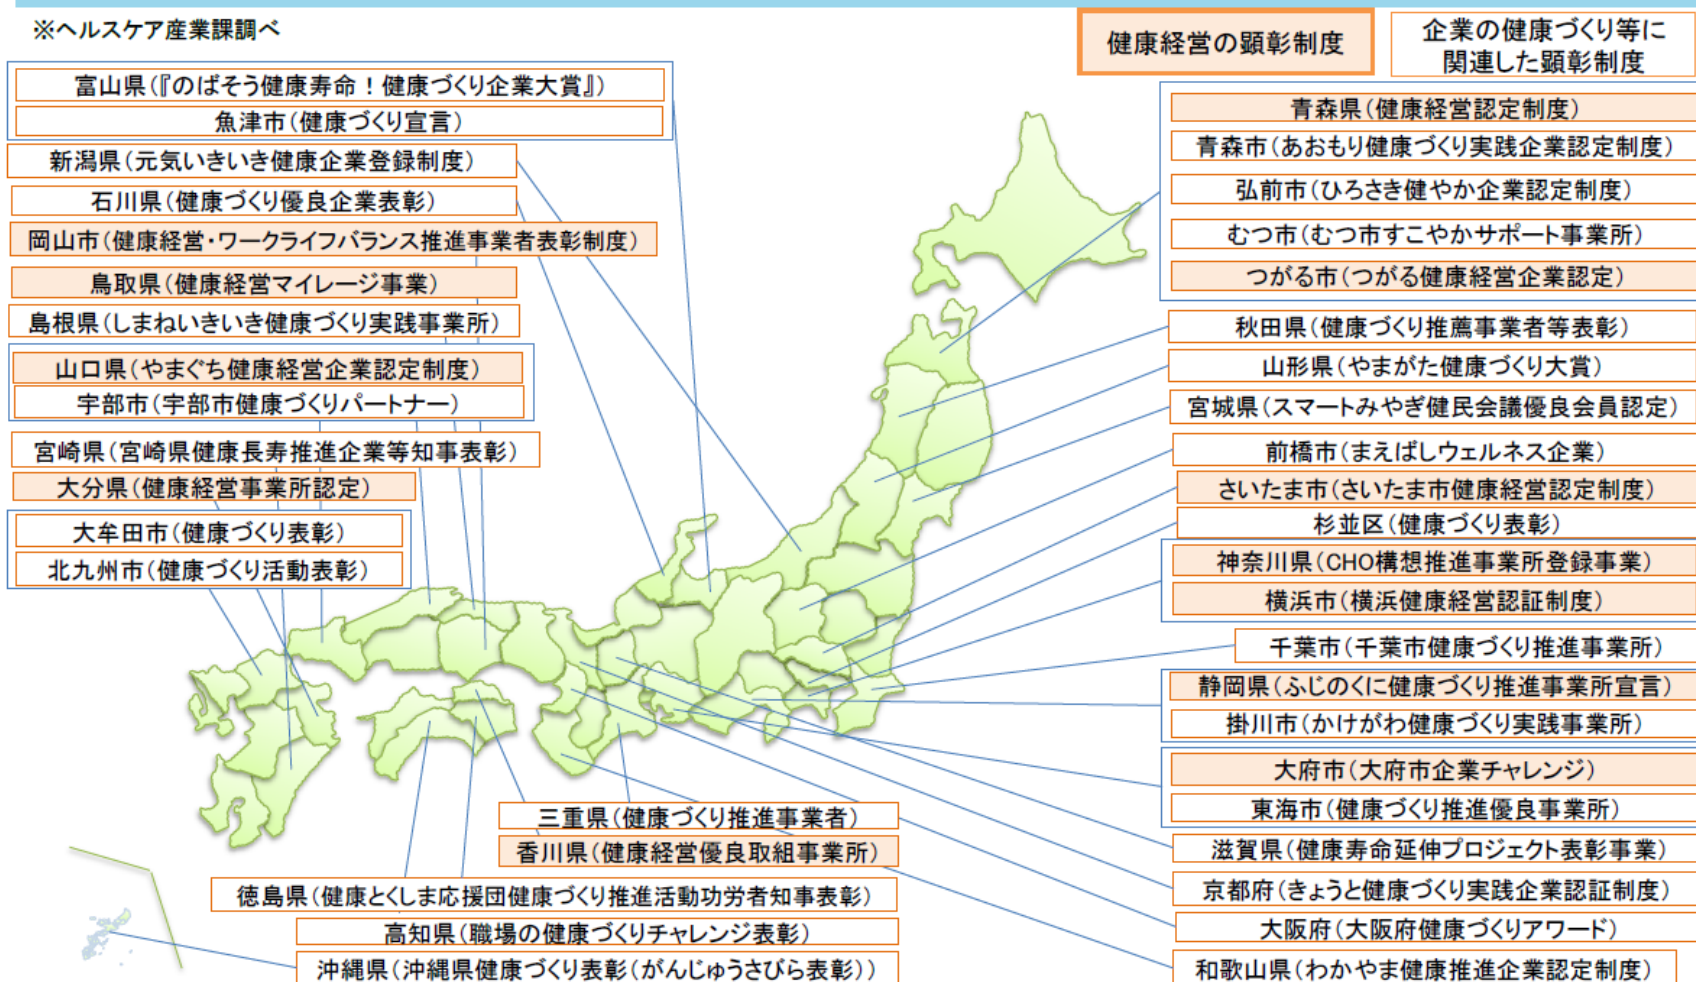 ※ヘルスケア産業課調べ
健康経営の顕彰制度
企業の健康づくり等に
関連した顕彰制度
富山県(『のばそう健康寿命！健康づくり企業大賞』)
魚津市(健康づくり宣言)
新潟県(元気いきいき健康企業登録制度)
石川県(健康づくり優良企業表彰)
岡山市(健康経営・ワークライフバランス推進事業者表彰制度)
鳥取県(健康経営マイレージ事業)
島根県(しまねいきいき健康づくり実践事業所)
山口県(やまぐち健康経営企業認定制度)
宇部市(宇部市健康づくりパートナー)
宮崎県(宮崎県健康長寿推進企業等知事表彰)
大分県(健康経営事業所認定)
大牟田市(健康づくり表彰)
北九州市(健康づくり活動表彰)
青森県(健康経営認定制度)
青森市(あおもり健康づくり実践企業認定制度)
弘前市(ひろさき健やか企業認定制度)
むつ市(むつ市すこやかサポート事業所)
つがる市(つがる健康経営企業認定)
秋田県(健康づくり推薦事業者等表彰)
山形県(やまがた健康づくり大賞)
宮城県(スマートみやぎ健民会議優良会員認定)
前橋市(まえばしウェルネス企業)
さいたま市(さいたま市健康経営認定制度)
杉並区(健康づくり表彰)
神奈川県(CHO構想推進事業所登録事業)
横浜市(横浜健康経営認証制度)
千葉市(千葉市健康づくり推進事業所)
静岡県(ふじのくに健康づくり推進事業所宣言)
掛川市(かけがわ健康づくり実践事業所)
大府市(大府市企業チャレンジ)
東海市(健康づくり推進優良事業所)
滋賀県(健康寿命延伸プロジェクト表彰事業)
京都府(きょうと健康づくり実践企業認証制度)
大阪府(大阪府健康づくりアワード)
和歌山県(わかやま健康推進企業認定制度)
三重県(健康づくり推進事業者)
香川県(健康経営優良取組事業所)
徳島県(健康とくしま応援団健康づくり推進活動功労者知事表彰)
高知県(職場の健康づくりチャレンジ表彰)
沖縄県(沖縄県健康づくり表彰(がんじゅうさびら表彰))